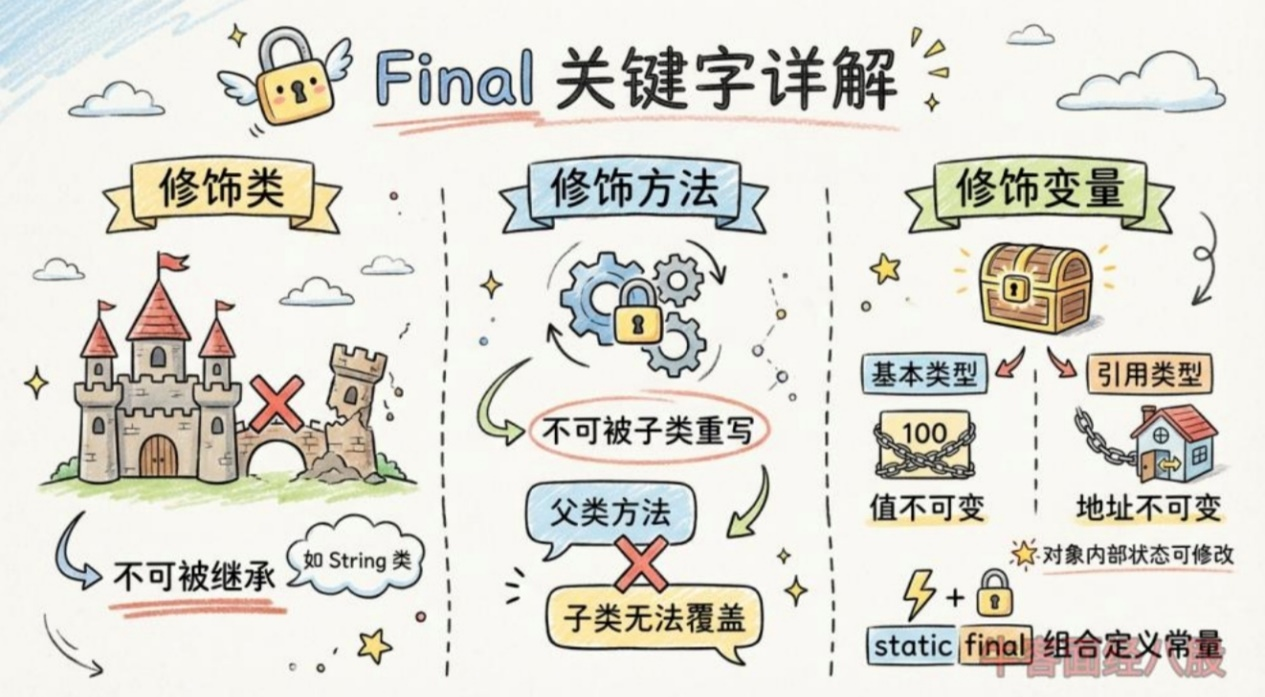 Final 关键字详解
修饰类
不可被继承
如 String 类
修饰方法
不可被子类重写
父类方法
子类无法覆盖
修饰变量
基本类型
100
值不可变
引用类型
地址不可变
对象内部状态可修改
+
static final 组合定义常量